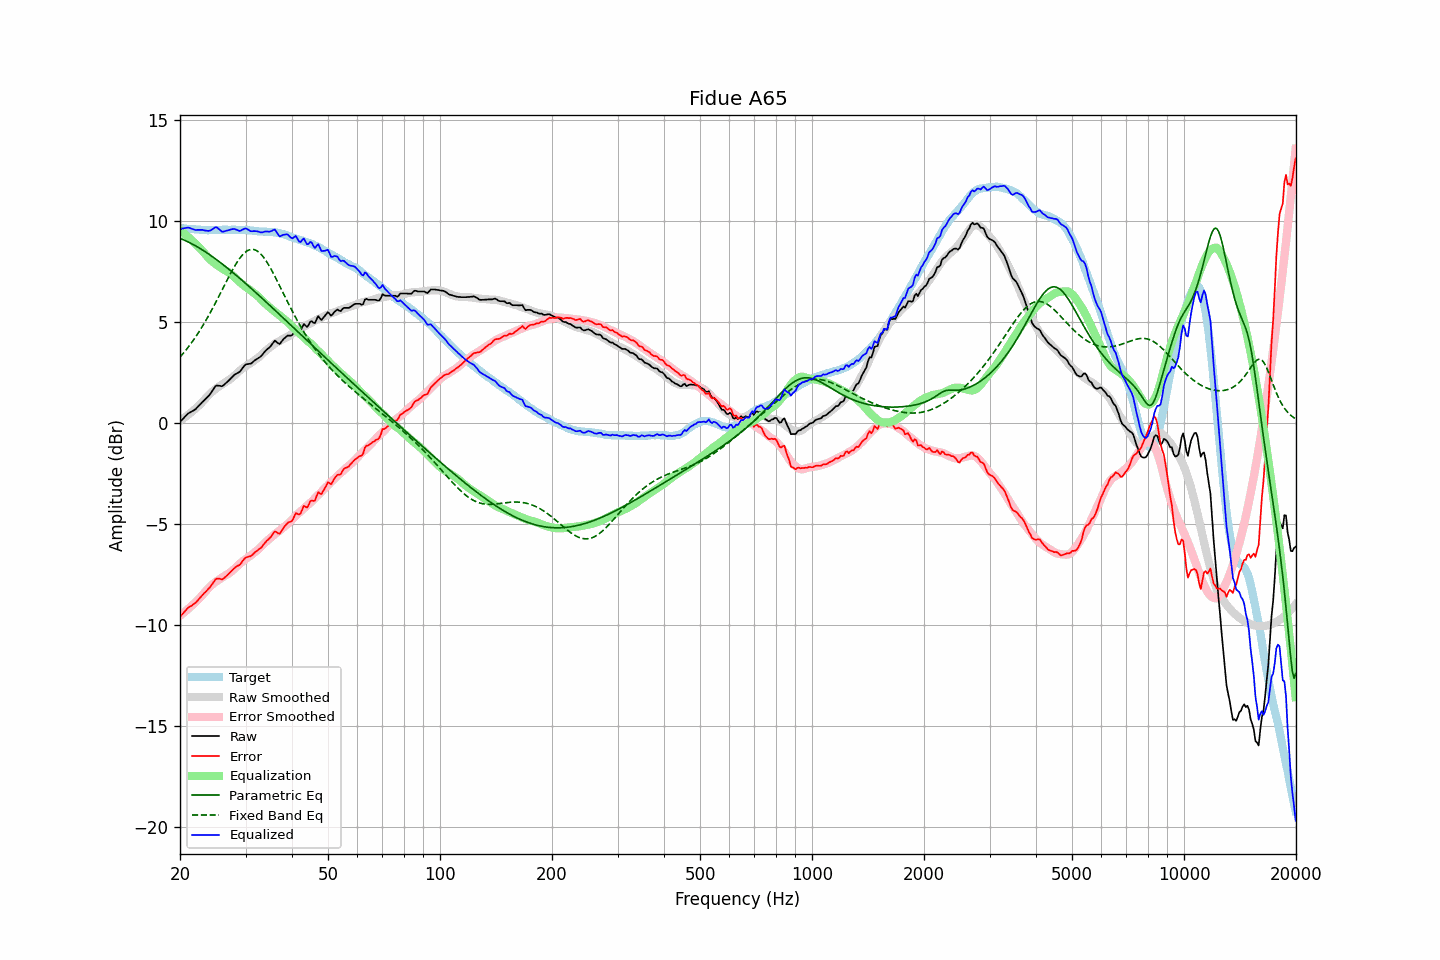 Fidue A65
Amplitude (dBr)
15
10
5
0
−5
−10
−15
−20
Target
Raw Smoothed
Error Smoothed
Raw
Error
Equalization
Parametric Eq
Fixed Band Eq
Equalized
20 50 100 200 500 1000 2000 5000 10000 20000
Frequency (Hz)